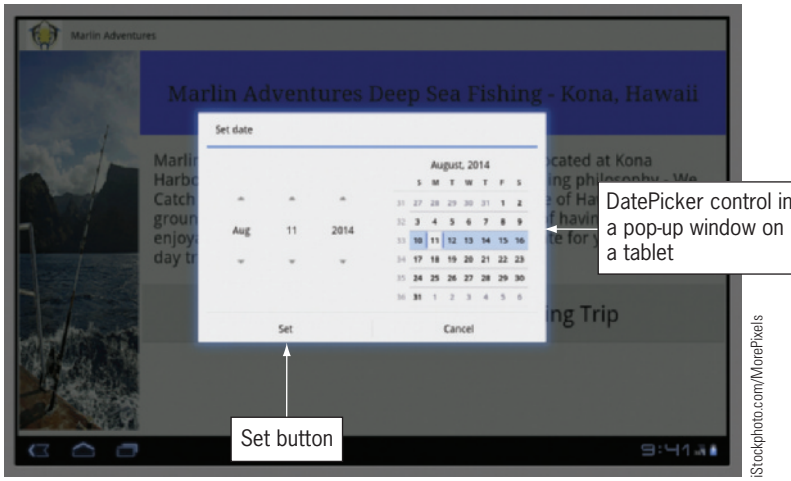 Marlin Adventures
Marlin Adventures Deep Sea Fishing - Kona, Hawaii
Set date
Marlin
ocated at Kona
Harbo
ing philosophy - We
Catch
e of Ha
groun
of havin
enjoya
te for y
day tr
August, 2014
S M T W T F S
31 27 28 29 30 31 1 2
32 3 4 5 6 7 8 9
33 10 11 12 13 14 15 16
34 17 18 19 20 21 22 23
35 24 25 26 27 28 29 30
36 31 1 2 3 4 5 6
Aug 11 2014
ing Trip
Set Cancel
DatePicker control in
a pop-up window on
a tablet
Set button
9:41
iStockphoto.com/MorePixels